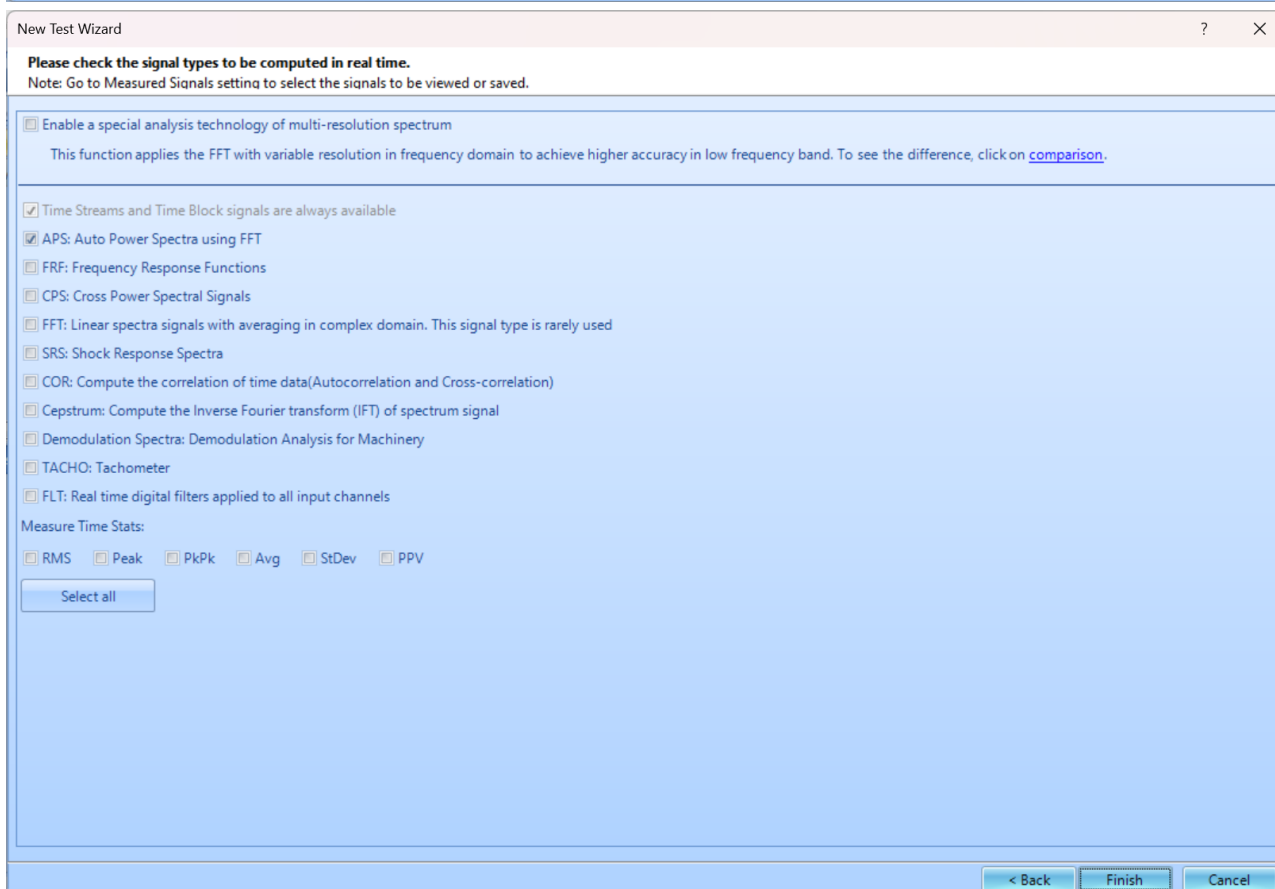 New Test Wizard
?
Please check the signal types to be computed in real time.
Note: Go to Measured Signals setting to select the signals to be viewed or saved.
Enable a special analysis technology of multi-resolution spectrum
This function applies the FFT with variable resolution in frequency domain to achieve higher accuracy in low frequency band. To see the difference, click on comparison.
Time Streams and Time Block signals are always available
APS: Auto Power Spectra using FFT
FRF: Frequency Response Functions
CPS: Cross Power Spectral Signals
FFT: Linear spectra signals with averaging in complex domain. This signal type is rarely used
SRS: Shock Response Spectra
COR: Compute the correlation of time data(Autocorrelation and Cross-correlation)
Cepstrum: Compute the Inverse Fourier transform (IFT) of spectrum signal
Demodulation Spectra: Demodulation Analysis for Machinery
TACHO: Tachometer
FLT: Real time digital filters applied to all input channels
Measure Time Stats:
RMS Peak PkPk Avg StDev PPV
Select all
< Back Finish Cancel